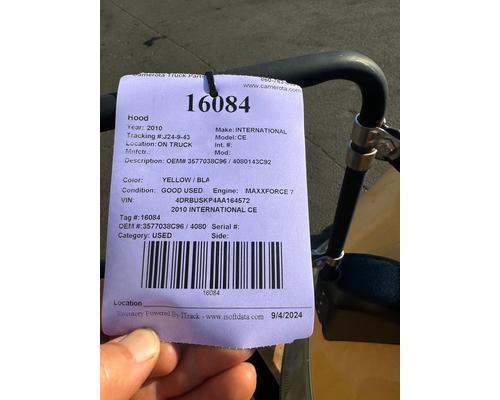 Camerota Truck Parts
www.camerota.com
16084
Hood
Year: 2010 Make: INTERNATIONAL
Tracking #:J24-9-43 Model: CE
Location: ON TRUCK Int. #:
Mnfctr.: Mod:
Description: OEM# 3577038C96 / 4080143C92
Color: YELLOW / BLA
Condition: GOOD USED Engine: MAXXFORCE 7
VIN: 4DRBUSKP4AA164572
2010 INTERNATIONAL CE
Tag #:16084
OEM #:3577038C96 / 4080 Serial #:
Category: USED Side:
16084
Location
Inventory Powered By ITrack - www.isoftdata.com 9/4/2024